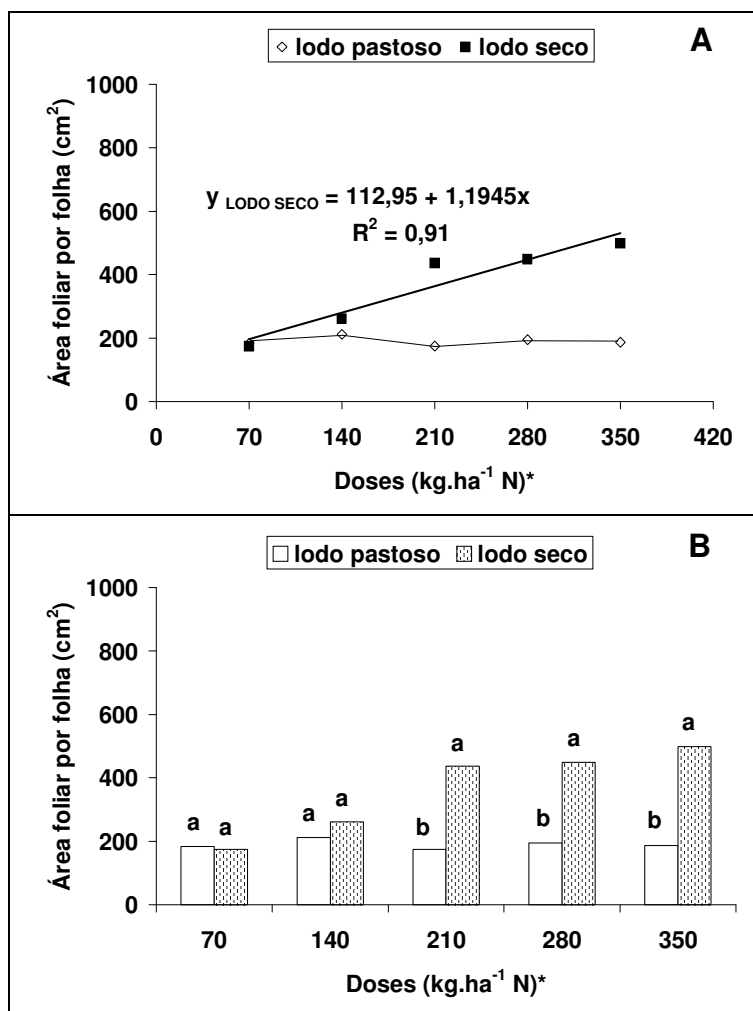 lodo pastoso lodo seco
A
1000
800
600
400
200
0
Área foliar por folha (cm²)
y LODO SECO = 112,95 + 1,1945x
R² = 0,91
0 70 140 210 280 350 420
Doses (kg.ha⁻¹ N)*
lodo pastoso lodo seco
B
1000
800
600
400
200
0
Área foliar por folha (cm²)
a a a a b a b a b a
70 140 210 280 350
Doses (kg.ha⁻¹ N)*